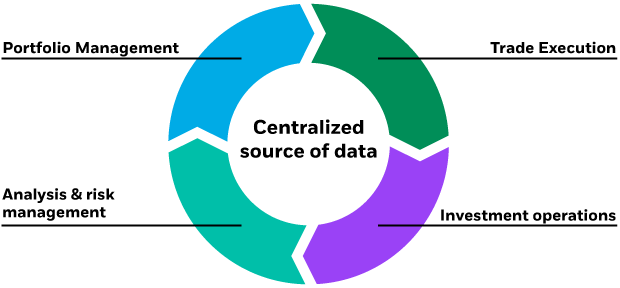 Portfolio Management
Trade Execution
Centralized
source of data
Analysis & risk
management
Investment operations